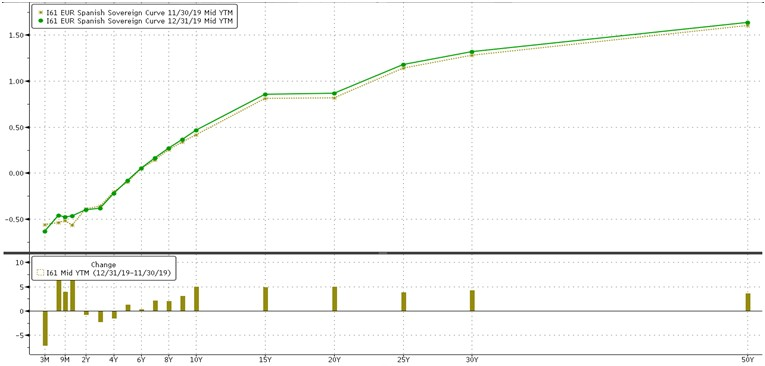 I61 EUR Spanish Sovereign Curve 11/30/19 Mid YTM
I61 EUR Spanish Sovereign Curve 12/31/19 Mid YTM
1.50
1.00
0.50
0.00
-0.50
Change
I61 Mid YTM (12/31/19-11/30/19)
10
5
0
-5
3M 9M 2Y 4Y 6Y 8Y 10Y 15Y 20Y 25Y 30Y 50Y